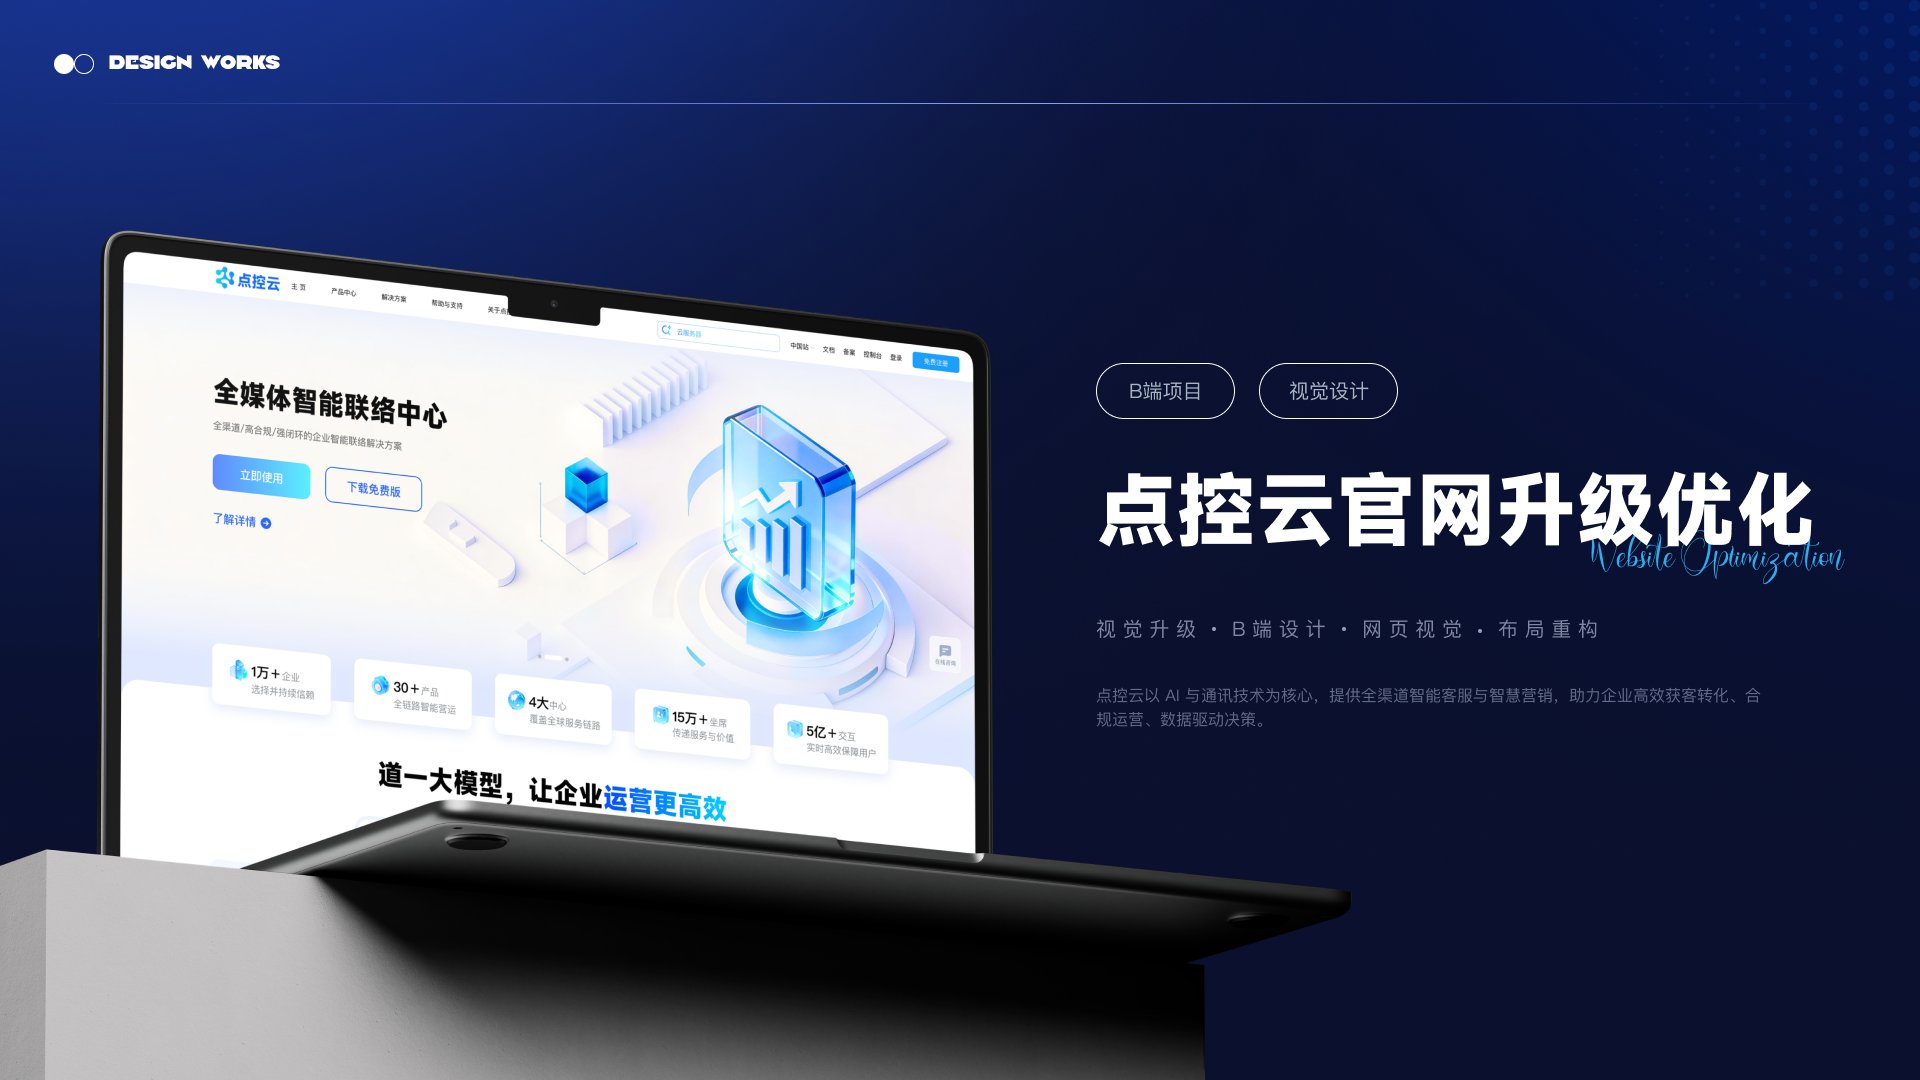 DESIGN WORKS
点控云
主 页
产品中心
解决方案
帮助与支持
关于点
中国站
文档
备案
控制台
登录
免费注册
全媒体智能联络中心
全渠道/高合规/强闭环的企业智能联络解决方案
立即使用
下载免费版
了解详情
在线咨询
1万+企业
选择并持续信赖
30+产品
全链路智能营运
4大中心
覆盖全球服务链路
15万+坐席
传递服务与价值
5亿+交互
实时高效保障用户
道一大模型，让企业运营更高效
B端项目
视觉设计
点控云官网升级优化
Website Optimization
视觉升级・B端设计・网页视觉・布局重构
点控云以 AI 与通讯技术为核心，提供全渠道智能客服与智慧营销，助力企业高效获客转化、合
规运营、数据驱动决策。